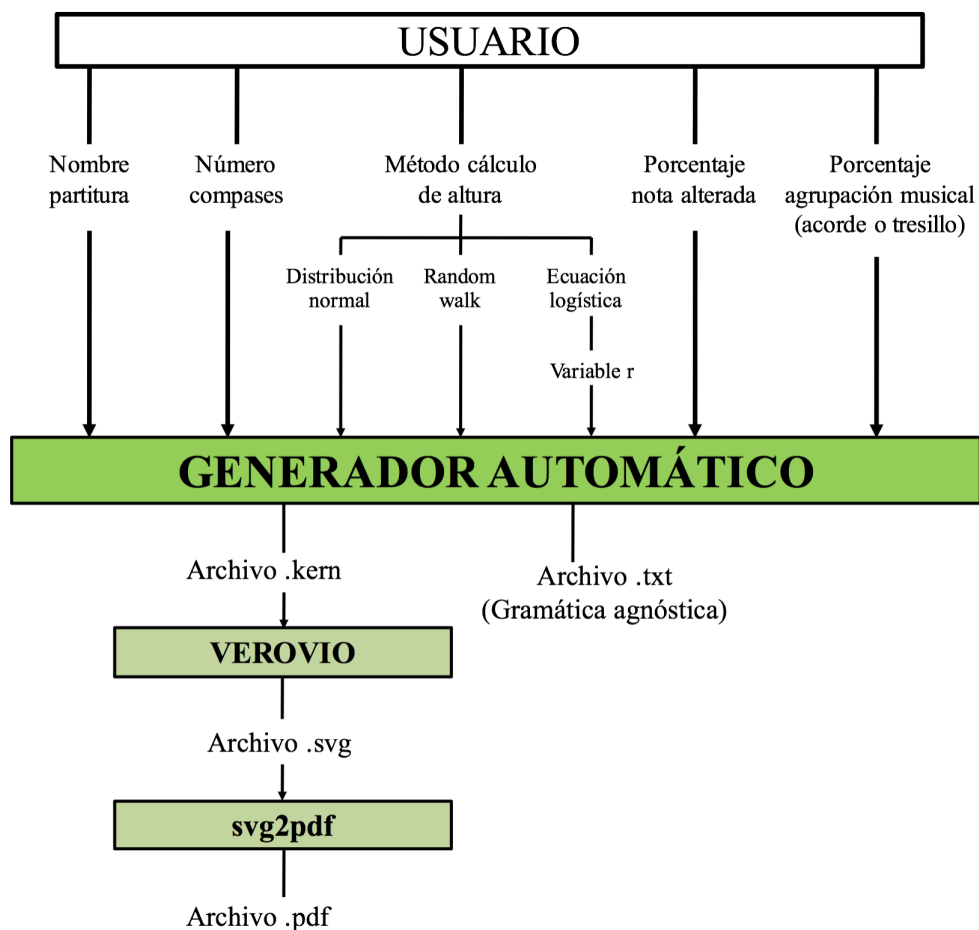 USUARIO
Nombre
partitura
Número
compases
Método cálculo
de altura
Porcentaje
nota alterada
Porcentaje
agrupación musical
(acorde o tresillo)
Distribución
normal
Random
walk
Ecuación
logística
Variable r
GENERADOR AUTOMÁTICO
Archivo .kern
Archivo .txt
(Gramática agnóstica)
VEROVIO
Archivo .svg
svg2pdf
Archivo .pdf